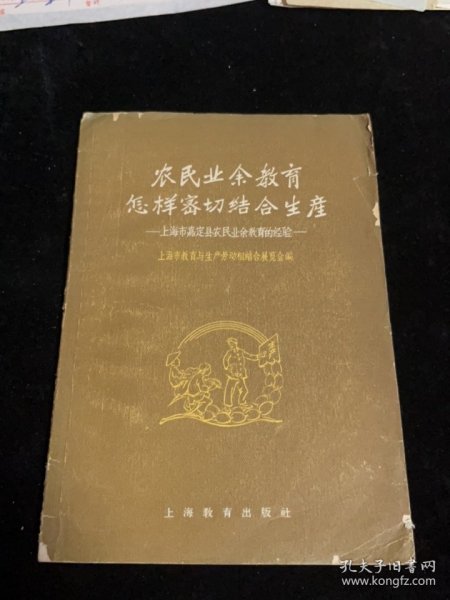 农民业余教育
怎样密切结合生産
—上海市嘉定县农民业余教育的经验—
上海市教育与生产劳动相结合展览会编
上海教育出版社
孔夫子旧书网
www.kongfz.com